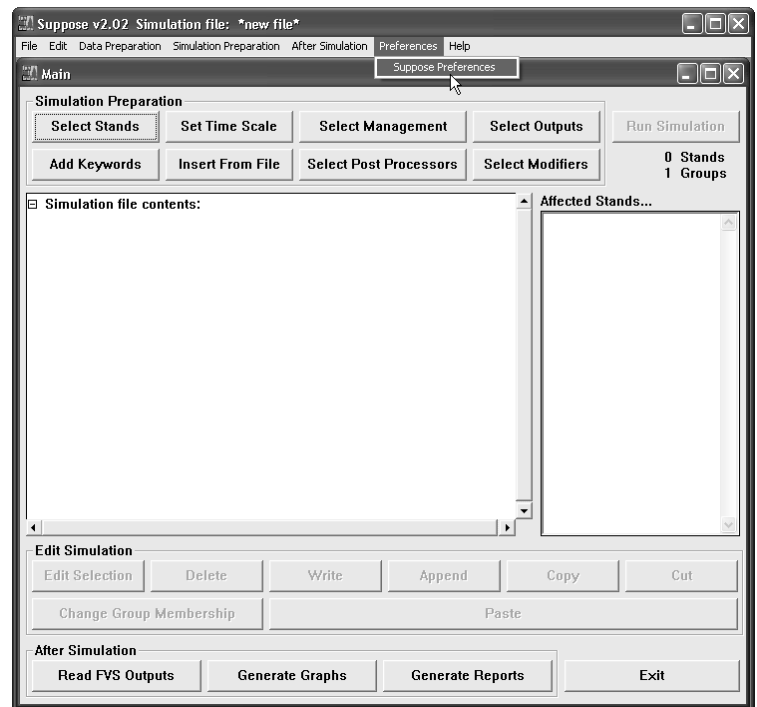 Suppose v2.02 Simulation file: *new file*
File Edit Data Preparation Simulation Preparation After Simulation Preferences Help
Suppose Preferences
Main
Simulation Preparation
Select Stands Set Time Scale Select Management Select Outputs Run Simulation
Add Keywords Insert From File Select Post Processors Select Modifiers
0 Stands
1 Groups
Simulation file contents:
Affected Stands...
Edit Simulation
Edit Selection Delete Write Append Copy Cut
Change Group Membership Paste
After Simulation
Read FVS Outputs Generate Graphs Generate Reports Exit